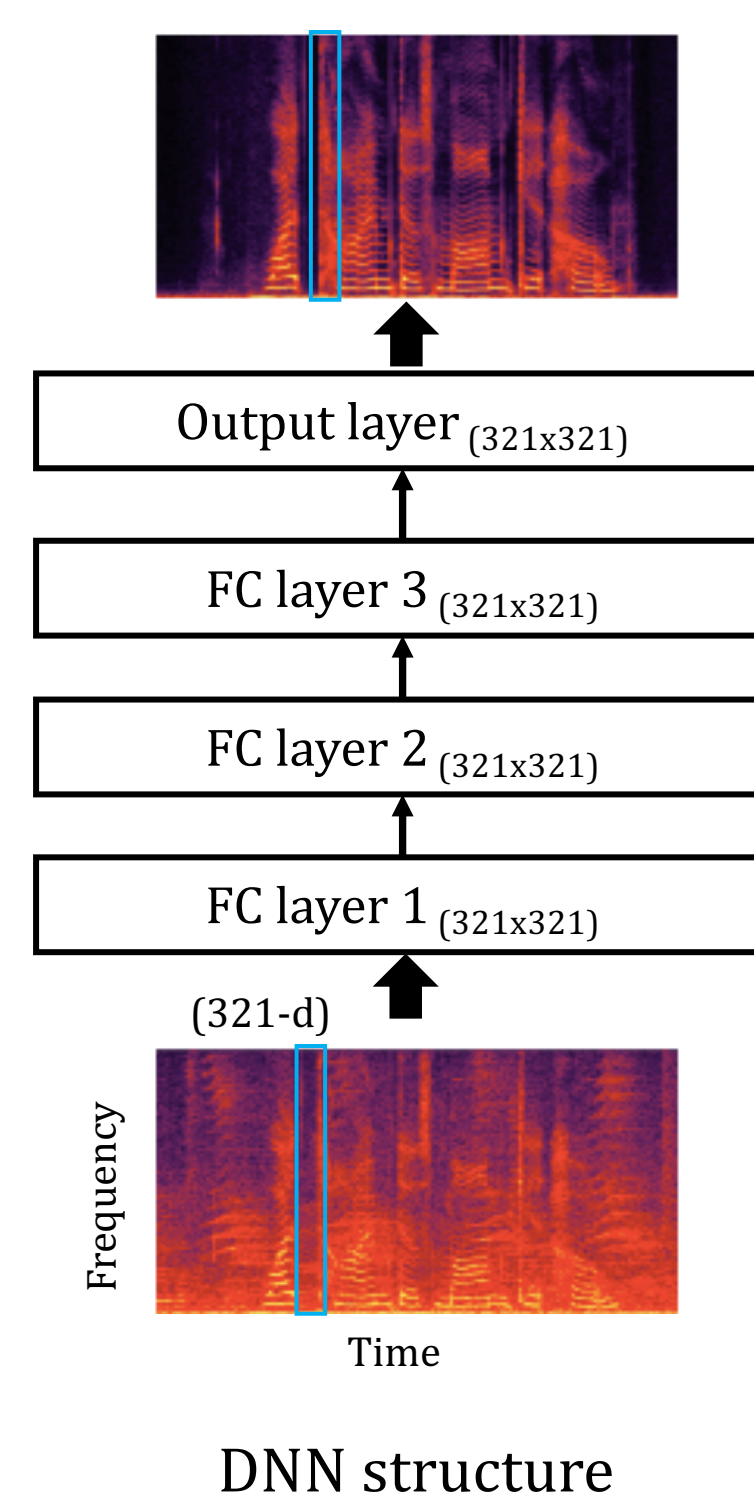 Output layer (321x321)
FC layer 3 (321x321)
FC layer 2 (321x321)
FC layer 1 (321x321)
(321-d)
Frequency
Time
DNN structure